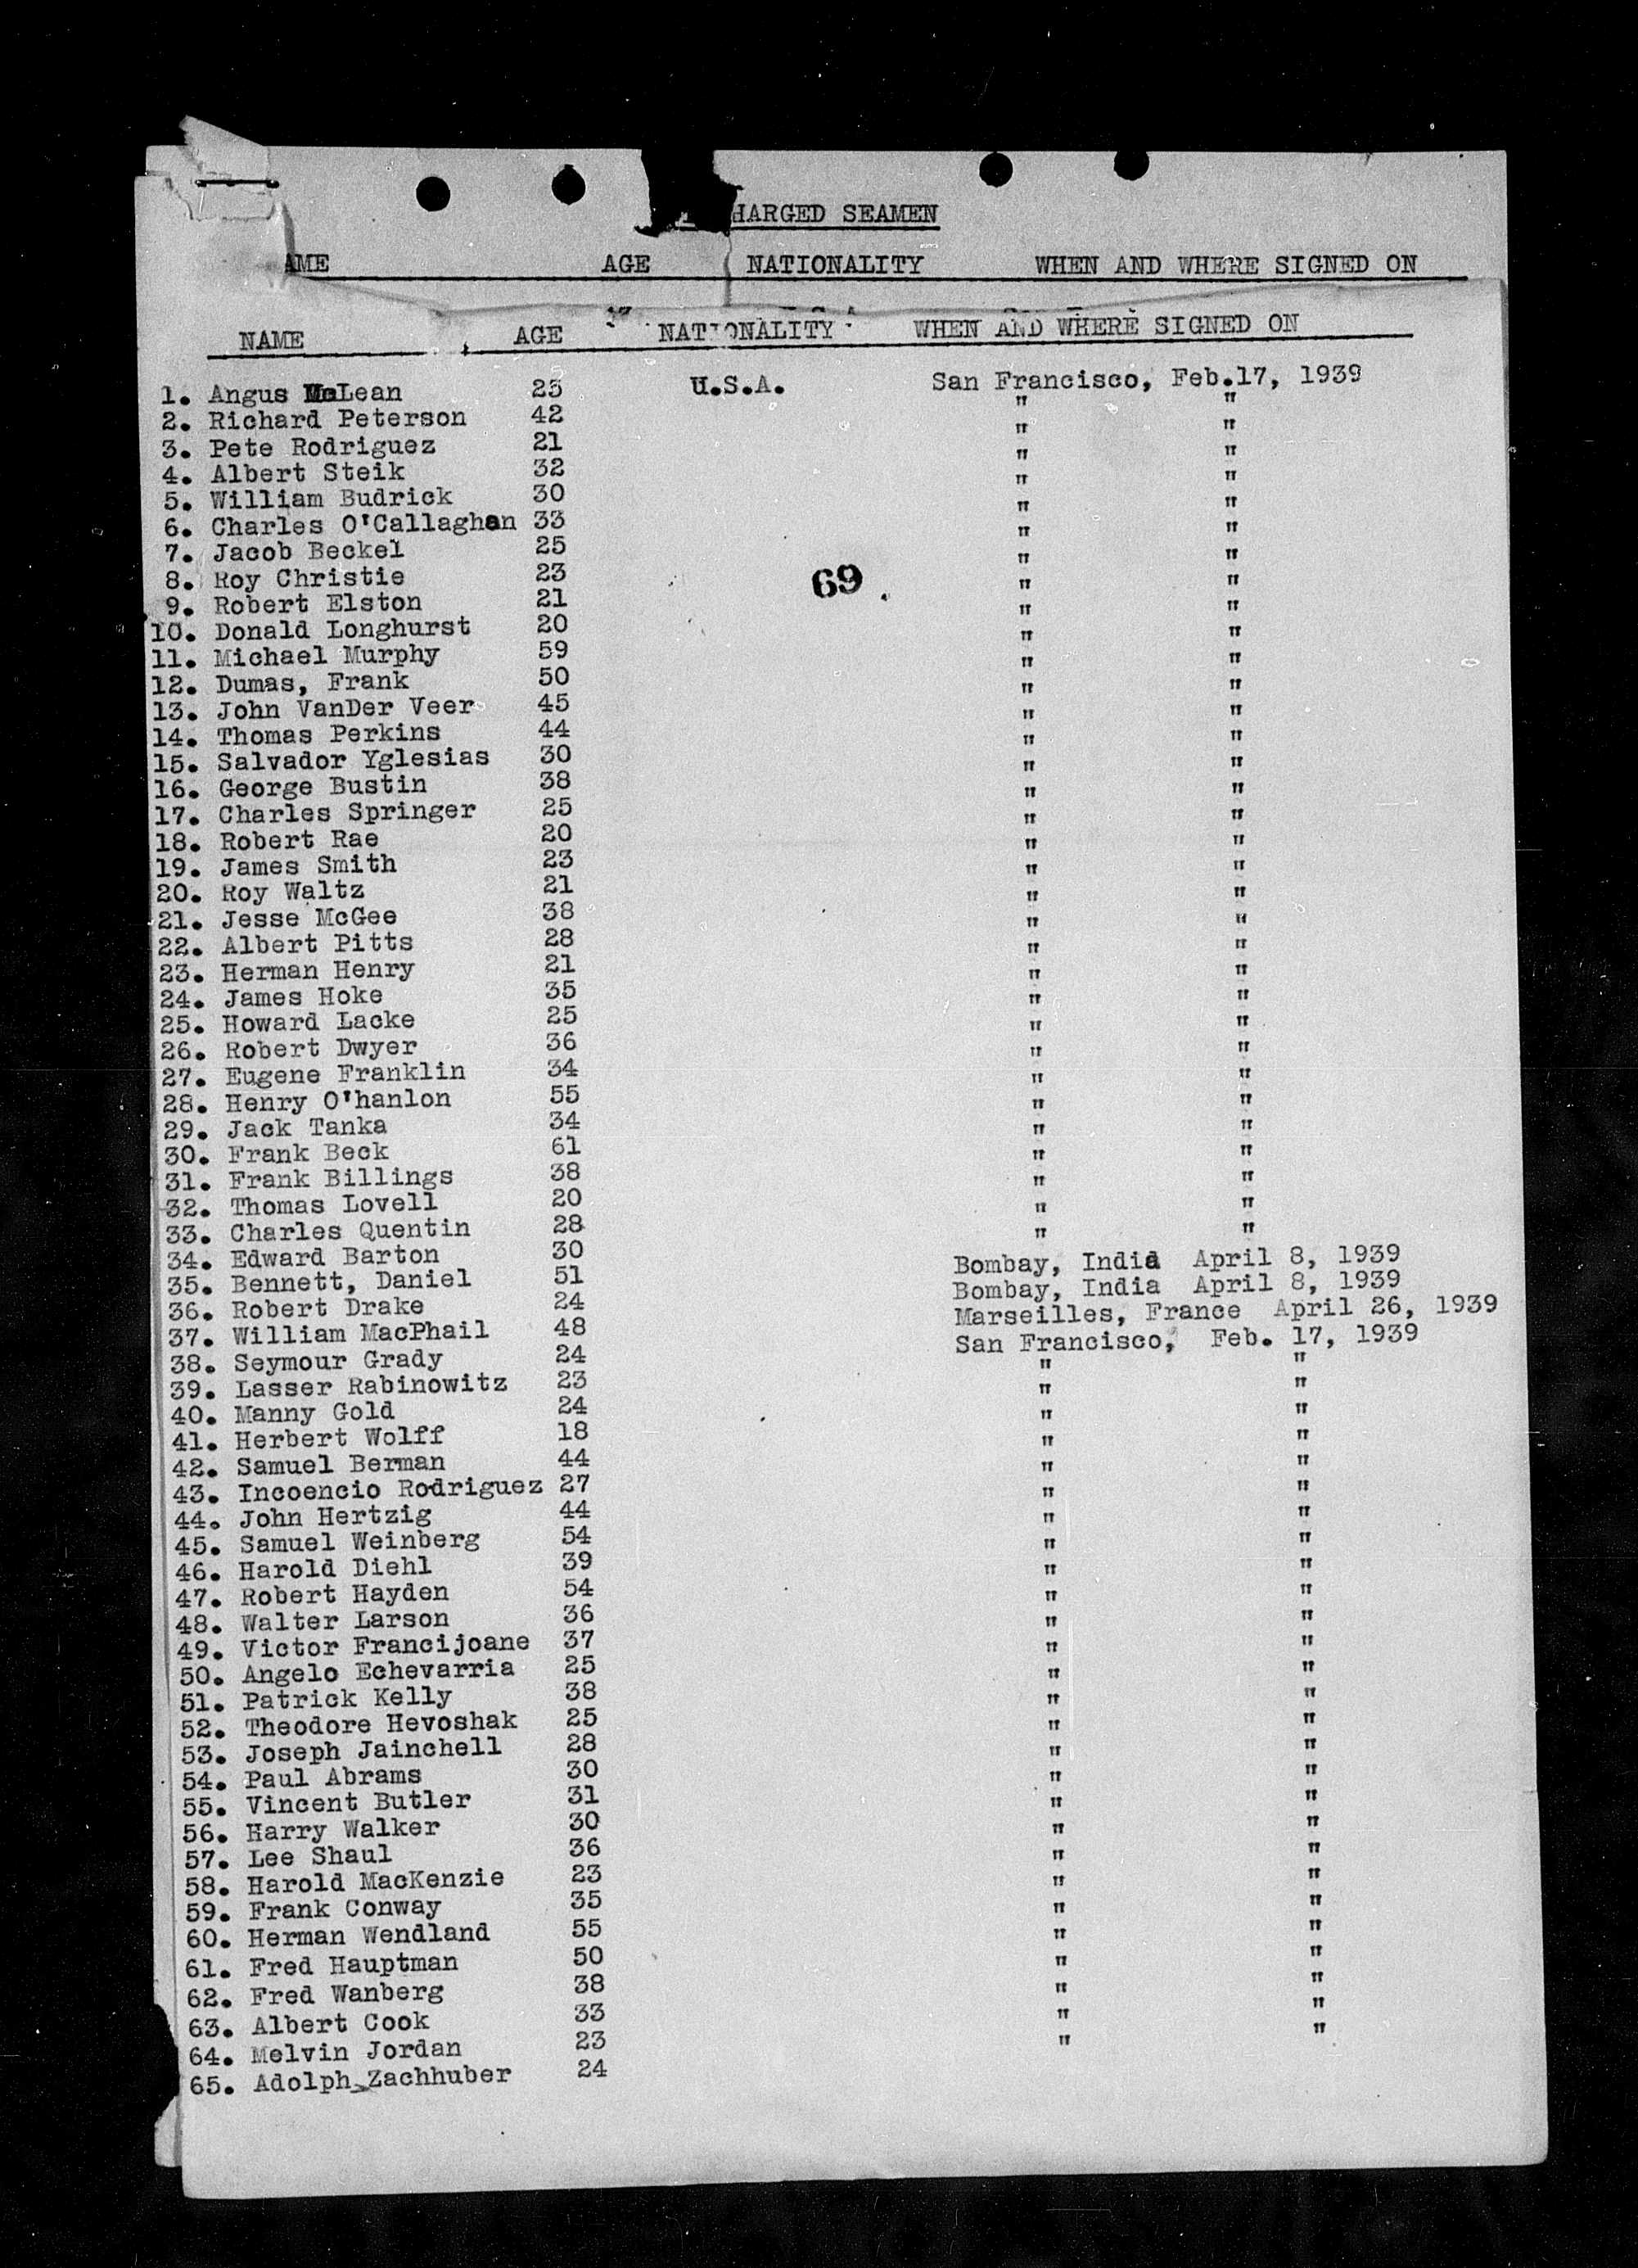 HARGED SEAMEN
AME AGE NATIONALITY WHEN AND WHERE SIGNED ON
NAME AGE NATIONALITY WHEN AND WHERE SIGNED ON
1. Angus McLean 23 U.S.A. San Francisco, Feb.17, 1939
2. Richard Peterson 42 " "
3. Pete Rodriguez 21 " "
4. Albert Steik 32 " "
5. William Budrick 30 " "
6. Charles O'Callaghan 33 " "
7. Jacob Beckel 25 " "
8. Roy Christie 23 69 " "
9. Robert Elston 21 " "
10. Donald Longhurst 20 " "
11. Michael Murphy 59 " "
12. Dumas, Frank 50 " "
13. John VanDer Veer 45 " "
14. Thomas Perkins 44 " "
15. Salvador Yglesias 30 " "
16. George Bustin 38 " "
17. Charles Springer 25 " "
18. Robert Rae 20 " "
19. James Smith 23 " "
20. Roy Waltz 21 " "
21. Jesse McGee 38 " "
22. Albert Pitts 28 " "
23. Herman Henry 21 " "
24. James Hoke 35 " "
25. Howard Lacke 25 " "
26. Robert Dwyer 36 " "
27. Eugene Franklin 34 " "
28. Henry O'hanlon 55 " "
29. Jack Tanka 34 " "
30. Frank Beck 61 " "
31. Frank Billings 38 " "
32. Thomas Lovell 20 " "
33. Charles Quentin 28 " "
34. Edward Barton 30 Bombay, India April 8, 1939
35. Bennett, Daniel 51 Bombay, India April 8, 1939
36. Robert Drake 24 Marseilles, France April 26, 1939
37. William MacPhail 48 San Francisco, Feb. 17, 1939
38. Seymour Grady 24 " "
39. Lasser Rabinowitz 23 " "
40. Manny Gold 24 " "
41. Herbert Wolff 18 " "
42. Samuel Berman 44 " "
43. Incoencio Rodriguez 27 " "
44. John Hertzig 44 " "
45. Samuel Weinberg 54 " "
46. Harold Diehl 39 " "
47. Robert Hayden 54 " "
48. Walter Larson 36 " "
49. Victor Francijoane 37 " "
50. Angelo Echevarria 25 " "
51. Patrick Kelly 38 " "
52. Theodore Hevoshak 25 " "
53. Joseph Jainchell 28 " "
54. Paul Abrams 30 " "
55. Vincent Butler 31 " "
56. Harry Walker 30 " "
57. Lee Shaul 36 " "
58. Harold MacKenzie 23 " "
59. Frank Conway 35 " "
60. Herman Wendland 55 " "
61. Fred Hauptman 50 " "
62. Fred Wanberg 38 " "
63. Albert Cook 33 " "
64. Melvin Jordan 23 " "
65. Adolph Zachhuber 24